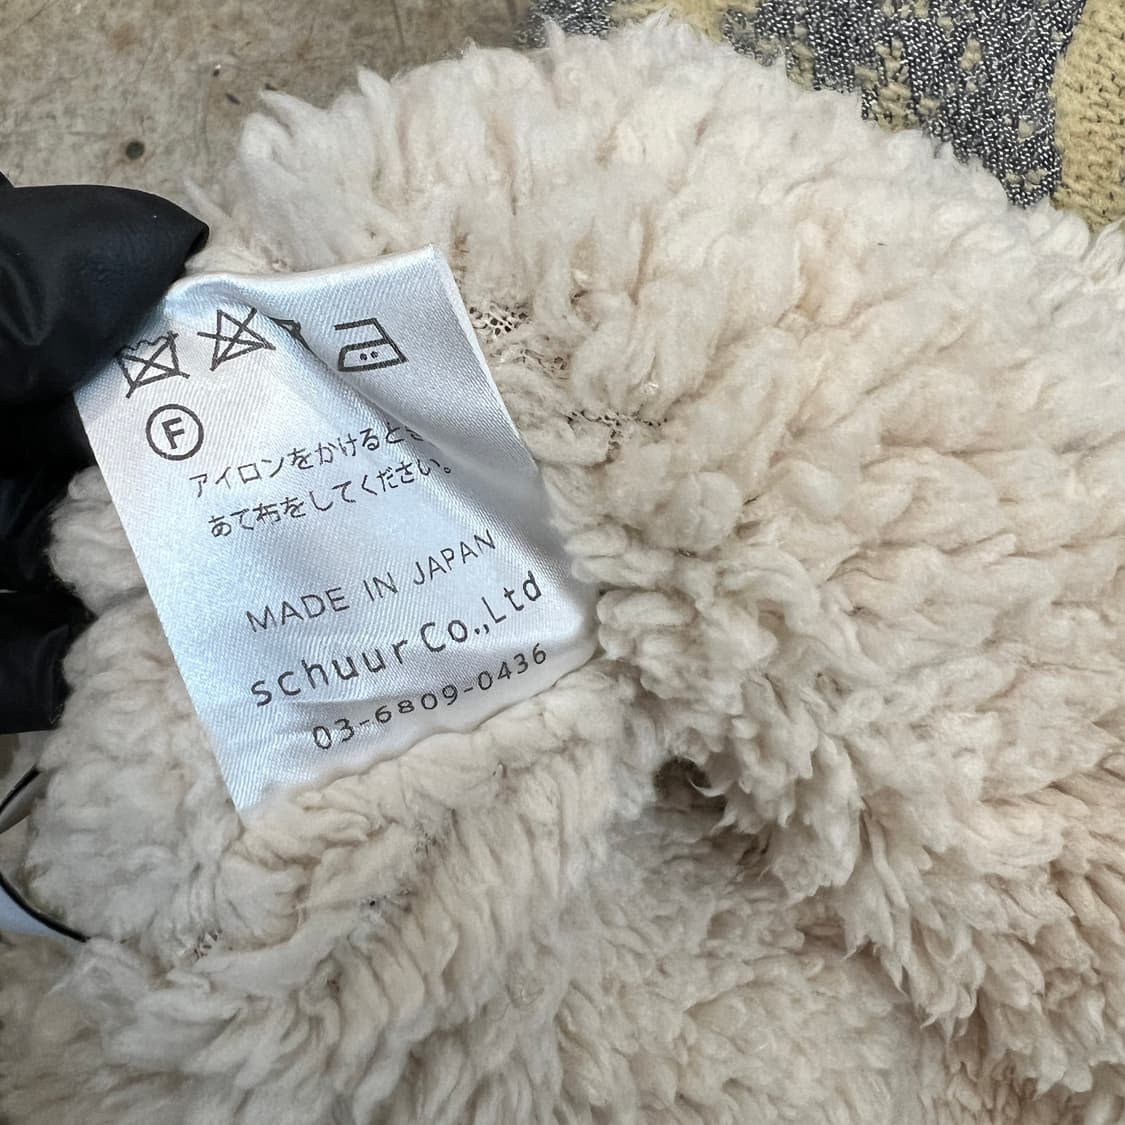 F
アイロンをかけるとき
あて布をしてください。
MADE IN JAPAN
schuur Co.,Ltd
03-6809-0436